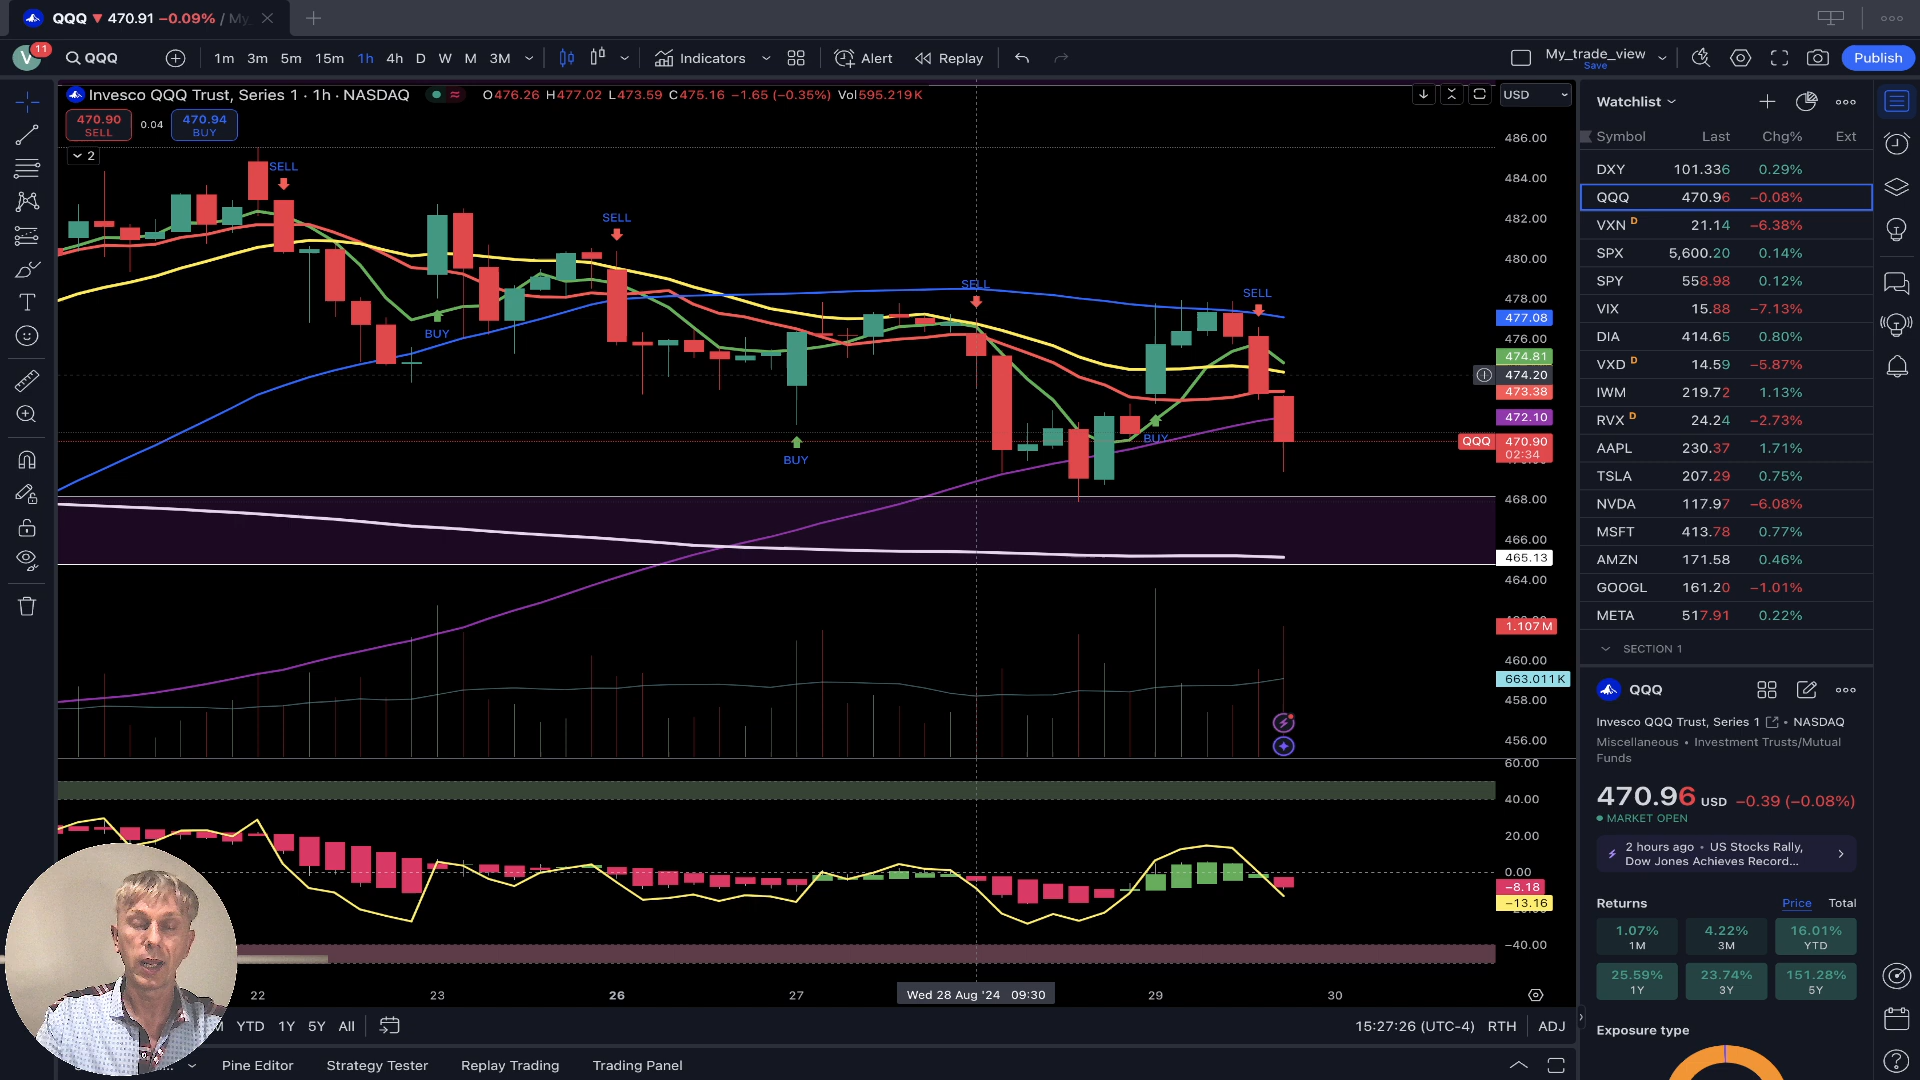 QQQ ▼ 470.91 −0.09% / My_
11
V
QQQ
1m 3m 5m 15m 1h 4h D W M 3M
Indicators
Alert
Replay
My_trade_view
Save
Publish
Invesco QQQ Trust, Series 1 · 1h · NASDAQ
O476.26 H477.02 L473.59 C475.16 −1.65 (−0.35%) Vol595.219K
USD
470.90
SELL
0.04
470.94
BUY
2
SELL
SELL
SELL
SELL
BUY
BUY
BUY
486.00
484.00
482.00
480.00
478.00
477.08
476.00
474.81
474.20
473.38
472.10
QQQ 470.90
02:34
468.00
466.00
465.13
464.00
1.107M
460.00
663.011K
458.00
456.00
60.00
40.00
20.00
0.00
−8.18
−13.16
−40.00
22 23 26 27 Wed 28 Aug '24 09:30 29 30
YTD 1Y 5Y All
15:27:26 (UTC-4) RTH ADJ
Pine Editor Strategy Tester Replay Trading Trading Panel
Watchlist
Symbol Last Chg% Ext
DXY 101.336 0.29%
QQQ 470.96 −0.08%
VXN D 21.14 −6.38%
SPX 5,600.20 0.14%
SPY 558.98 0.12%
VIX 15.88 −7.13%
DIA 414.65 0.80%
VXD D 14.59 −5.87%
IWM 219.72 1.13%
RVX D 24.24 −2.73%
AAPL 230.37 1.71%
TSLA 207.29 0.75%
NVDA 117.97 −6.08%
MSFT 413.78 0.77%
AMZN 171.58 0.46%
GOOGL 161.20 −1.01%
META 517.91 0.22%
SECTION 1
QQQ
Invesco QQQ Trust, Series 1 • NASDAQ
Miscellaneous • Investment Trusts/Mutual
Funds
470.96 USD −0.39 (−0.08%)
MARKET OPEN
2 hours ago • US Stocks Rally,
Dow Jones Achieves Record...
Returns Price Total
1.07% 4.22% 16.01%
1M 3M YTD
25.59% 23.74% 151.28%
1Y 3Y 5Y
Exposure type